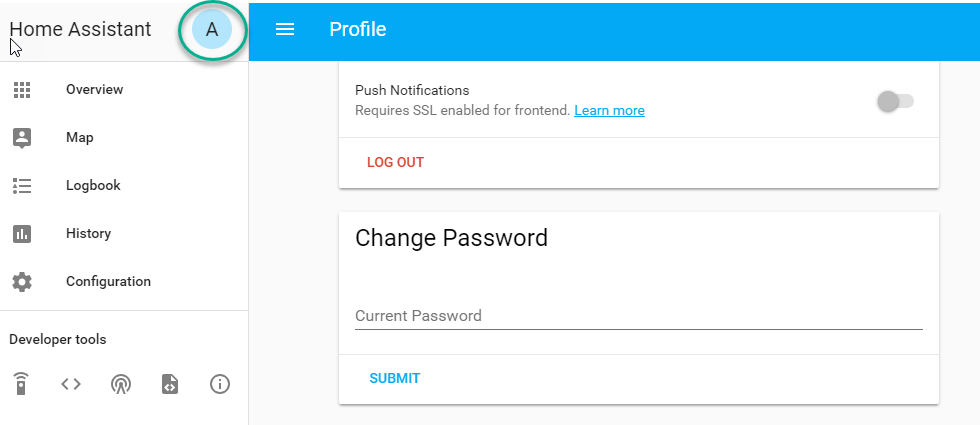 Home Assistant
A
Profile
Overview
Map
Logbook
History
Configuration
Developer tools
Push Notifications
Requires SSL enabled for frontend. Learn more
LOG OUT
Change Password
Current Password
SUBMIT